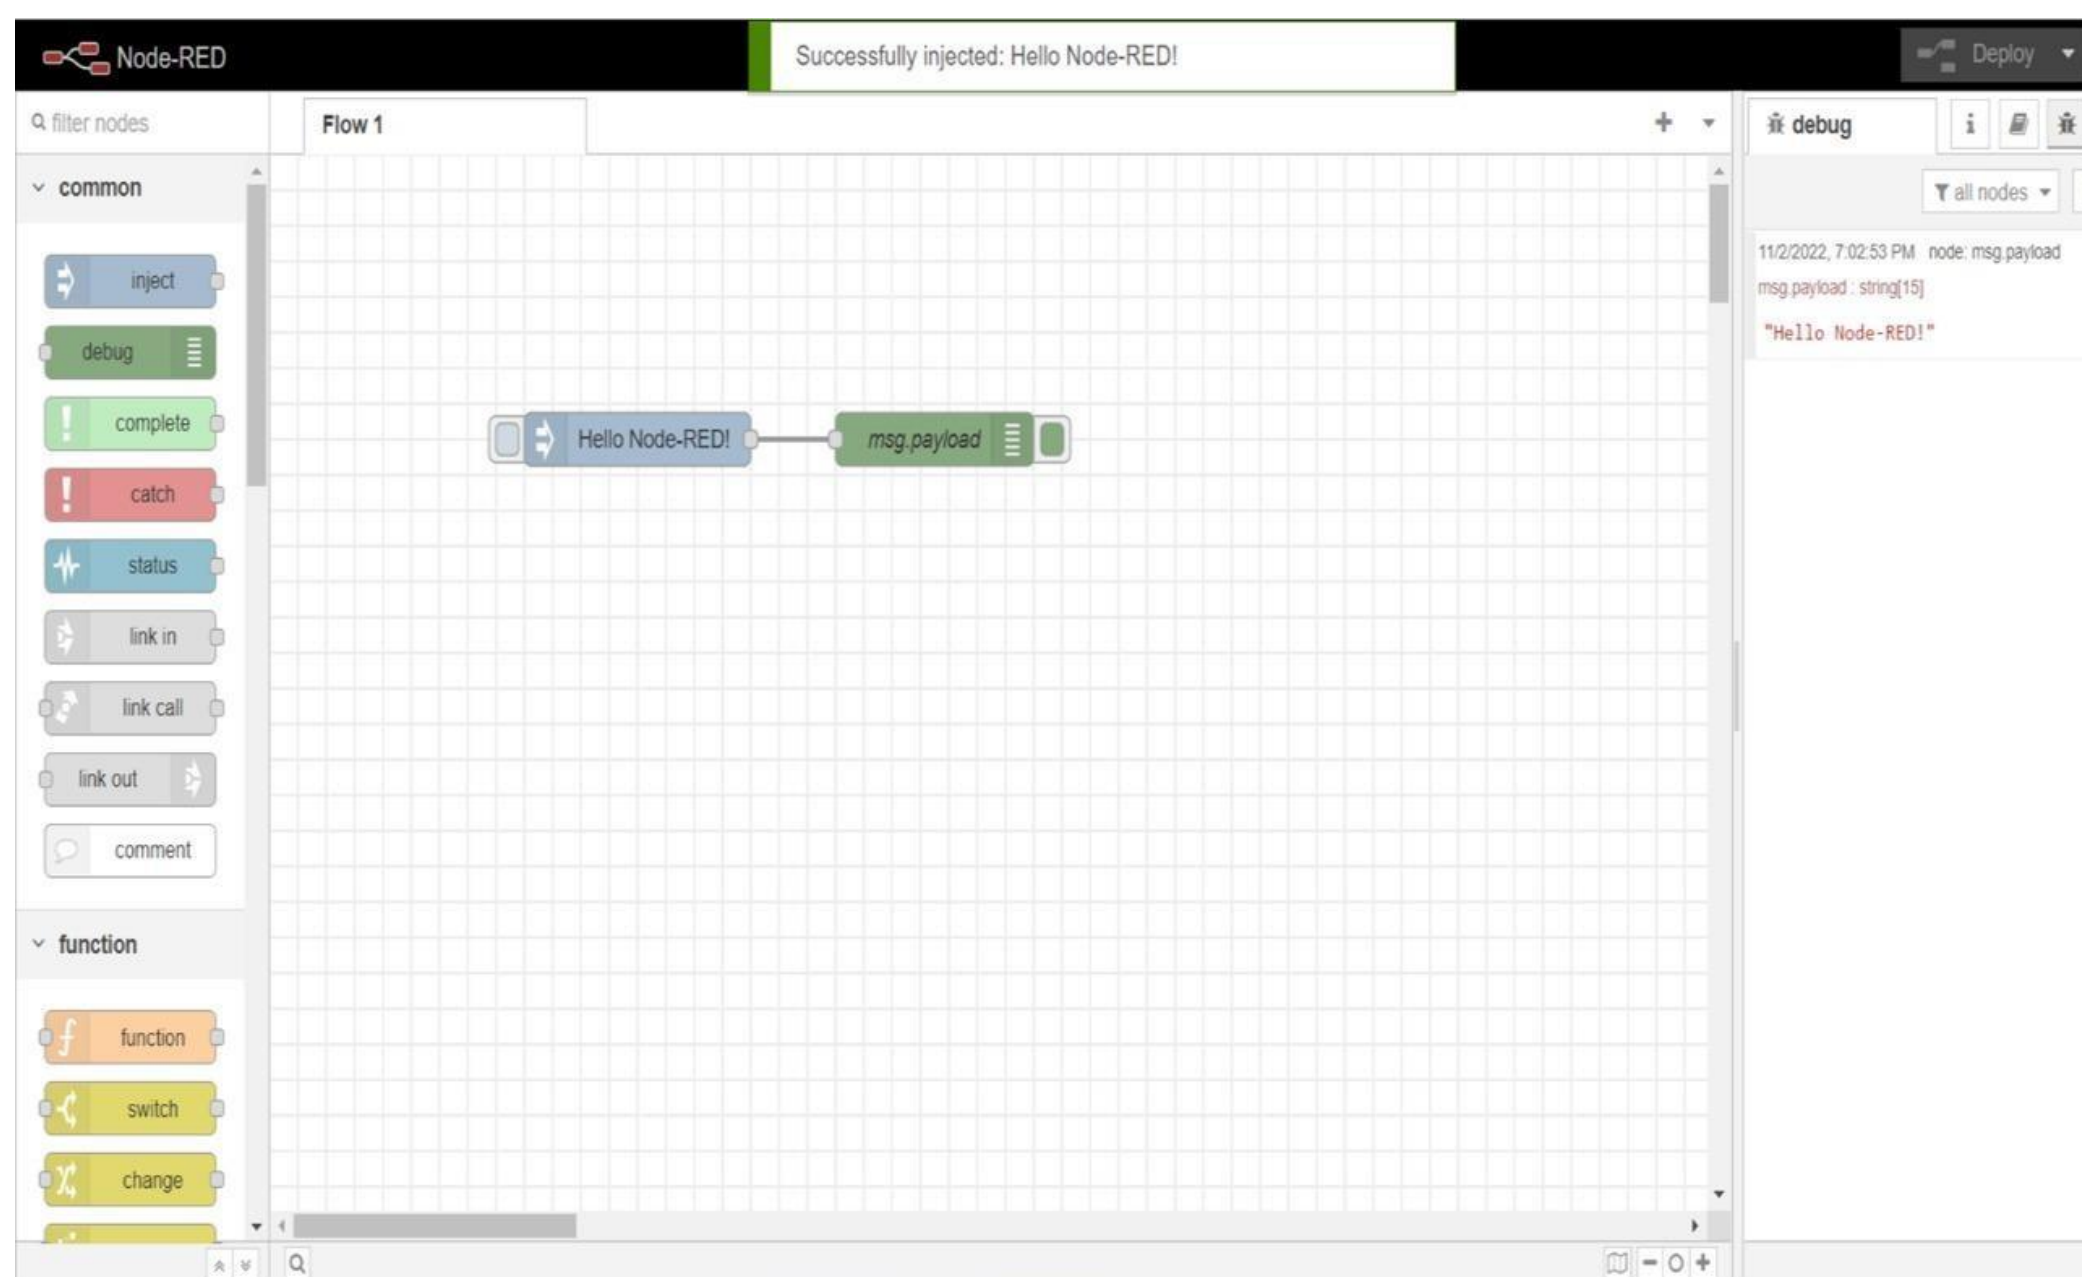 Node-RED
Successfully injected: Hello Node-RED!
Deploy
filter nodes
Flow 1
debug
i
common
all nodes
inject
debug
complete
catch
status
link in
link call
link out
comment
function
function
switch
change
Hello Node-RED!
msg.payload
11/2/2022, 7:02:53 PM node: msg.payload
msg.payload : string[15]
"Hello Node-RED!"